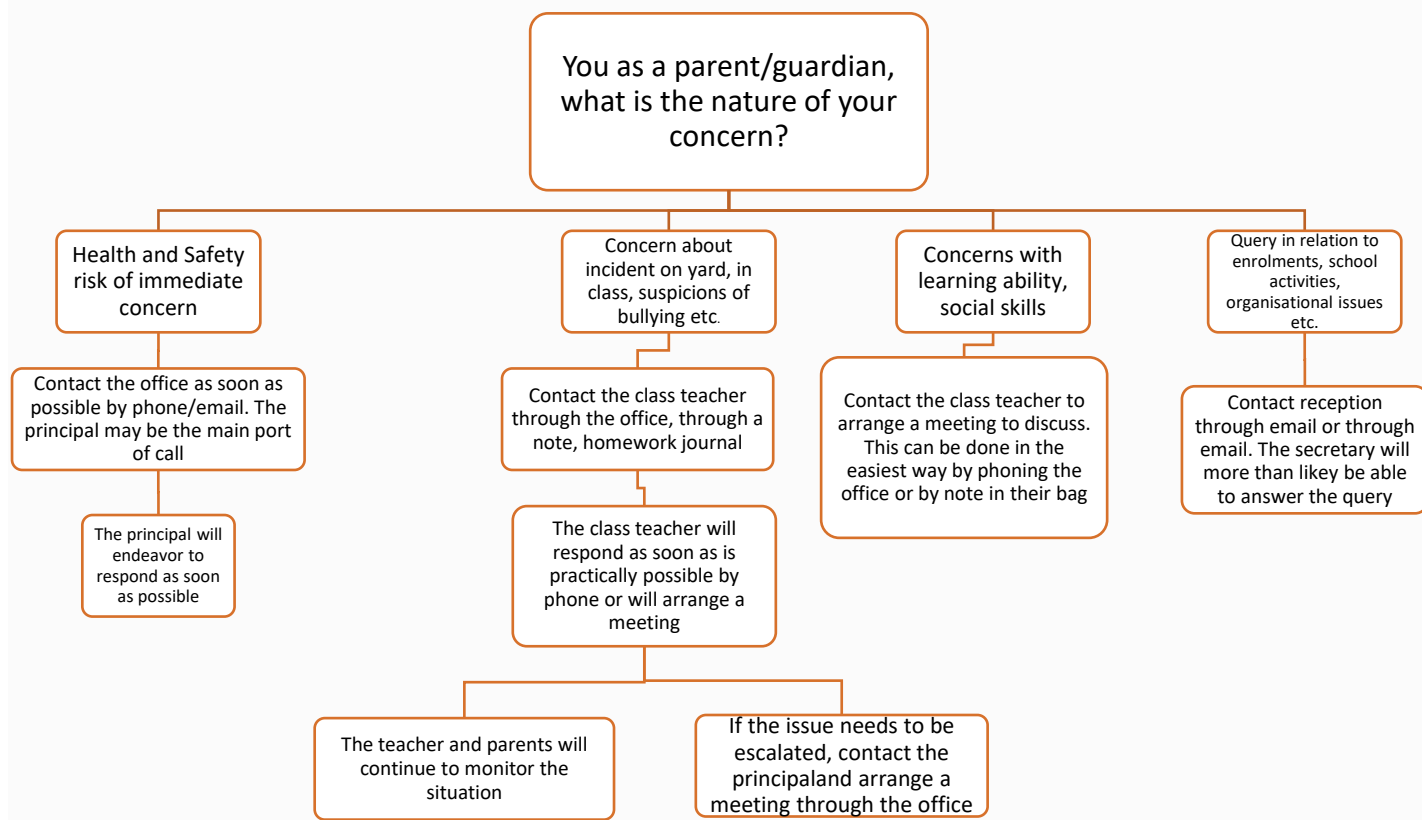 You as a parent/guardian,
what is the nature of your
concern?
Health and Safety
risk of immediate
concern
Contact the office as soon as
possible by phone/email. The
principal may be the main port
of call
The principal will
endeavor to
respond as soon
as possible
Concern about
incident on yard, in
class, suspicions of
bullying etc.
Contact the class teacher
through the office, through a
note, homework journal
The class teacher will
respond as soon as is
practically possible by
phone or will arrange a
meeting
The teacher and parents will
continue to monitor the
situation
If the issue needs to be
escalated, contact the
principaland arrange a
meeting through the office
Concerns with
learning ability,
social skills
Contact the class teacher to
arrange a meeting to discuss.
This can be done in the
easiest way by phoning the
office or by note in their bag
Query in relation to
enrolments, school
activities,
organisational issues
etc.
Contact reception
through email or through
email. The secretary will
more than likey be able
to answer the query